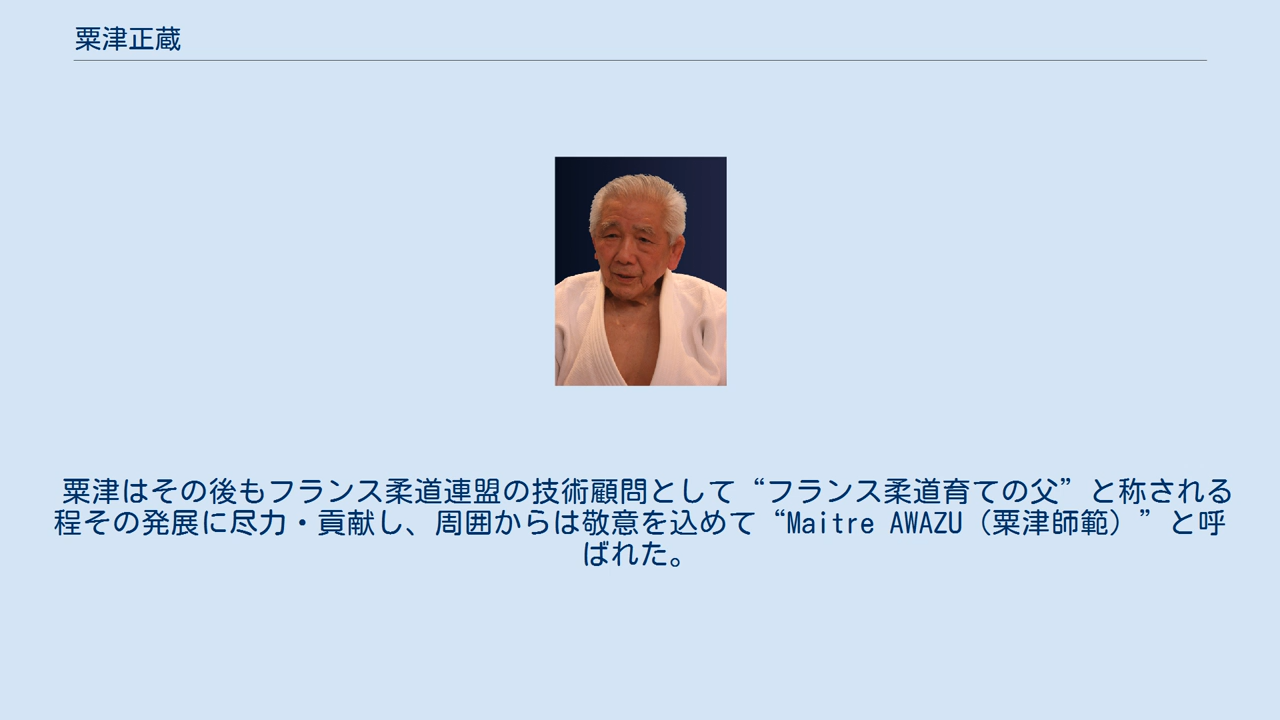 粟津正蔵
粟津はその後もフランス柔道連盟の技術顧問として“フランス柔道育ての父”と称される
程その発展に尽力・貢献し、周囲からは敬意を込めて“Maitre AWAZU（粟津師範）”と呼
ばれた。